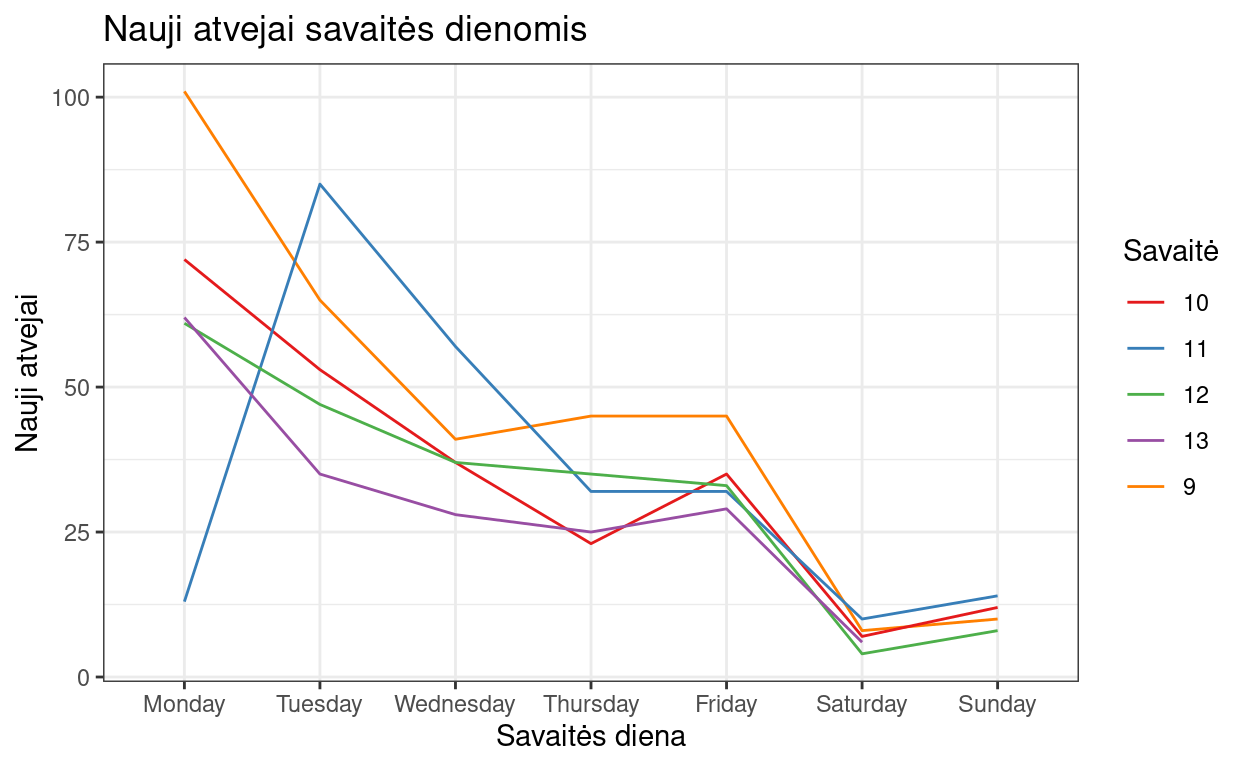 Nauji atvejai savaitės dienomis
Nauji atvejai
100
75
50
25
0
Monday Tuesday Wednesday Thursday Friday Saturday Sunday
Savaitės diena
Savaitė
10
11
12
13
9